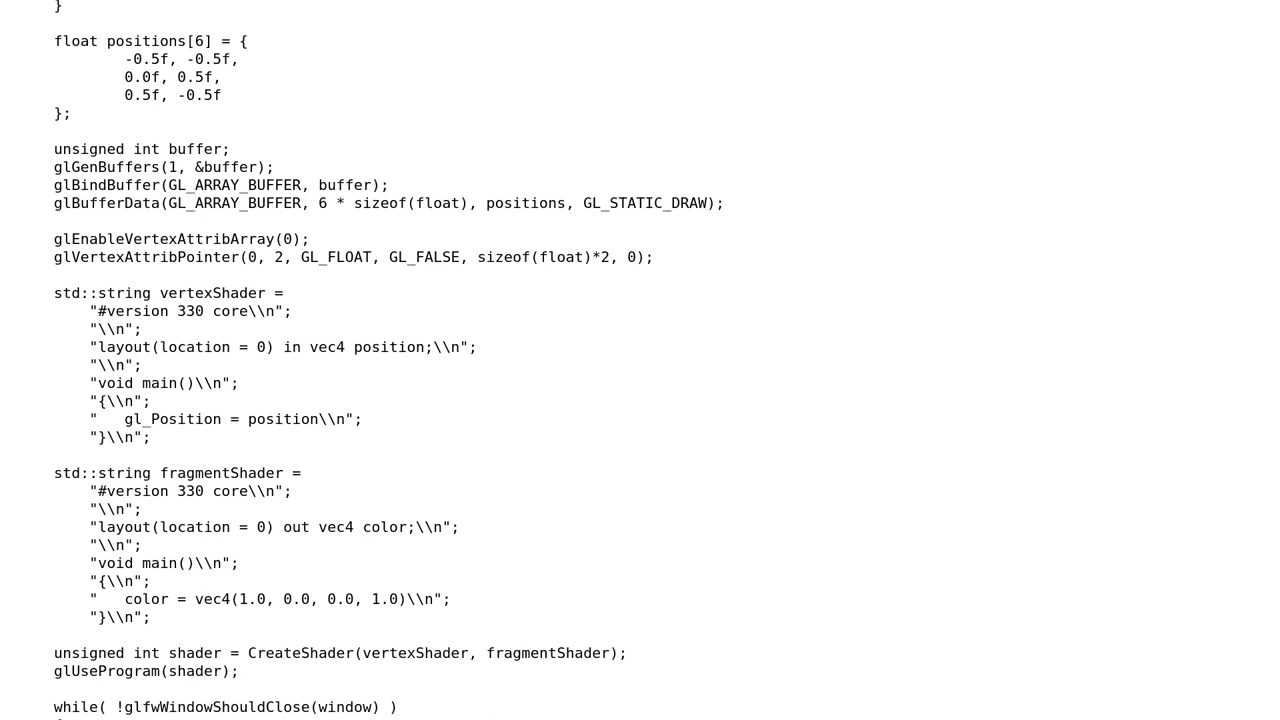 }
float positions[6] = {
-0.5f, -0.5f,
0.0f, 0.5f,
0.5f, -0.5f
};
unsigned int buffer;
glGenBuffers(1, &buffer);
glBindBuffer(GL_ARRAY_BUFFER, buffer);
glBufferData(GL_ARRAY_BUFFER, 6 * sizeof(float), positions, GL_STATIC_DRAW);
glEnableVertexAttribArray(0);
glVertexAttribPointer(0, 2, GL_FLOAT, GL_FALSE, sizeof(float)*2, 0);
std::string vertexShader =
"#version 330 core\\n";
"\\n";
"layout(location = 0) in vec4 position;\\n";
"\\n";
"void main()\\n";
"{\\n";
"   gl_Position = position\\n";
"}\\n";
std::string fragmentShader =
"#version 330 core\\n";
"\\n";
"layout(location = 0) out vec4 color;\\n";
"\\n";
"void main()\\n";
"{\\n";
"   color = vec4(1.0, 0.0, 0.0, 1.0)\\n";
"}\\n";
unsigned int shader = CreateShader(vertexShader, fragmentShader);
glUseProgram(shader);
while( !glfwWindowShouldClose(window) )